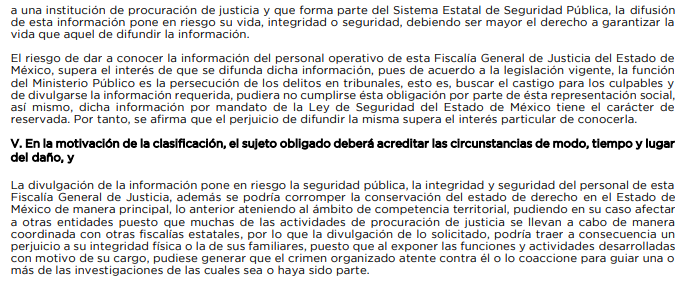 a una institución de procuración de justicia y que forma parte del Sistema Estatal de Seguridad Pública, la difusión
de esta información pone en riesgo su vida, integridad o seguridad, debiendo ser mayor el derecho a garantizar la
vida que aquel de difundir la información.
El riesgo de dar a conocer la información del personal operativo de esta Fiscalía General de Justicia del Estado de
México, supera el interés de que se difunda dicha información, pues de acuerdo a la legislación vigente, la función
del Ministerio Público es la persecución de los delitos en tribunales, esto es, buscar el castigo para los culpables y
de divulgarse la información requerida, pudiera no cumplirse ésta obligación por parte de ésta representación social,
así mismo, dicha información por mandato de la Ley de Seguridad del Estado de México tiene el carácter de
reservada. Por tanto, se afirma que el perjuicio de difundir la misma supera el interés particular de conocerla.
V. En la motivación de la clasificación, el sujeto obligado deberá acreditar las circunstancias de modo, tiempo y lugar
del daño, y
La divulgación de la información pone en riesgo la seguridad pública, la integridad y seguridad del personal de esta
Fiscalía General de Justicia, además se podría corromper la conservación del estado de derecho en el Estado de
México de manera principal, lo anterior ateniendo al ámbito de competencia territorial, pudiendo en su caso afectar
a otras entidades puesto que muchas de las actividades de procuración de justicia se llevan a cabo de manera
coordinada con otras fiscalías estatales, por lo que la divulgación de lo solicitado, podría traer a consecuencia un
perjuicio a su integridad física o la de sus familiares, puesto que al exponer las funciones y actividades desarrolladas
con motivo de su cargo, pudiese generar que el crimen organizado atente contra él o lo coaccione para guiar una o
más de las investigaciones de las cuales sea o haya sido parte.